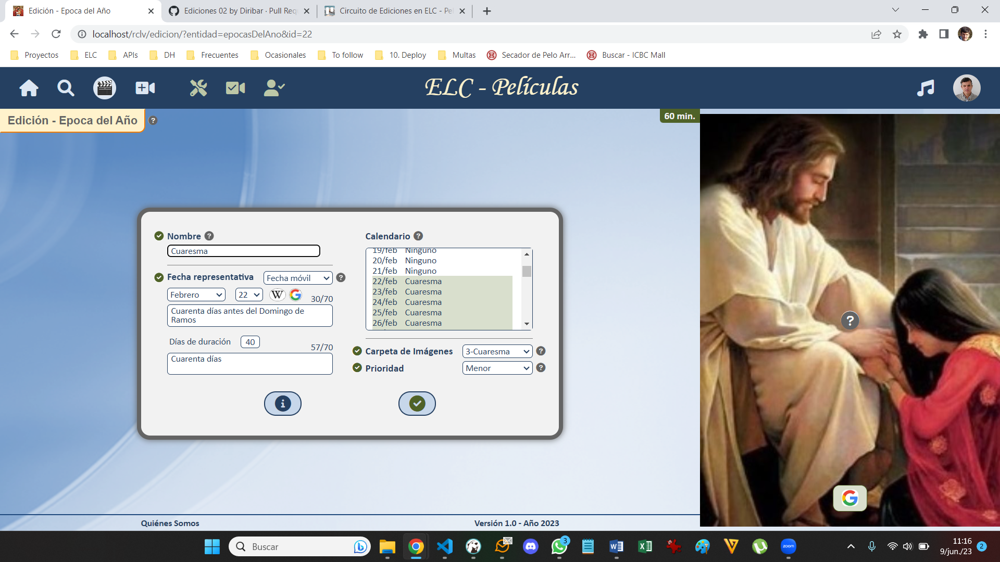 Edición - Epoca del Año
Ediciones 02 by Diribar · Pull Req
Circuito de Ediciones en ELC - Pel
localhost/rclv/edicion/?entidad=epocasDelAno&id=22
Proyectos
ELC
APIs
DH
Frecuentes
Ocasionales
To follow
10. Deploy
Multas
Secador de Pelo Arr...
Buscar - ICBC Mall
ELC - Películas
Edición - Epoca del Año
?
60 min.
Nombre ?
Cuaresma
Fecha representativa
Fecha móvil
?
Febrero
22
W
G
30/70
Cuarenta días antes del Domingo de
Ramos
Días de duración
40
57/70
Cuarenta días
Calendario ?
19/feb Ninguno
20/feb Ninguno
21/feb Ninguno
22/feb Cuaresma
23/feb Cuaresma
24/feb Cuaresma
25/feb Cuaresma
26/feb Cuaresma
Carpeta de Imágenes
3-Cuaresma
?
Prioridad
Menor
?
i
?
G
Quiénes Somos
Versión 1.0 - Año 2023
Buscar
3
zoom
11:16
9/jun./23
2